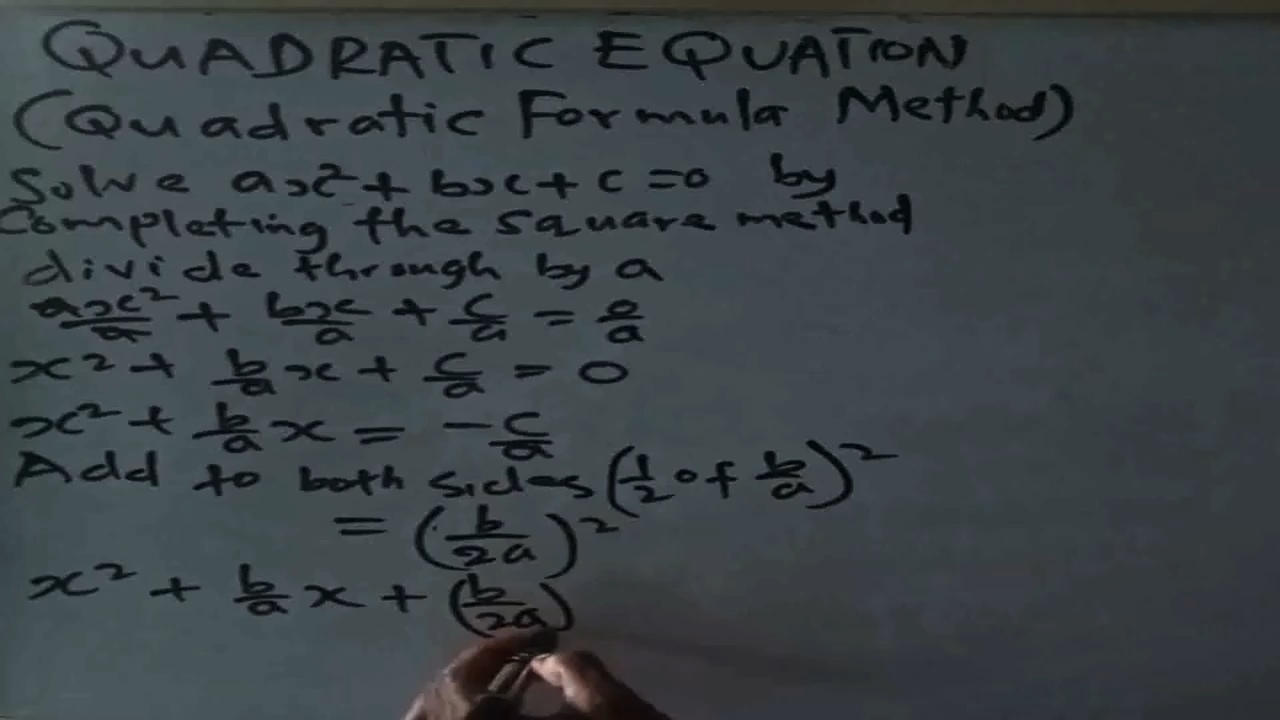 QUADRATIC EQUATION
(Quadratic Formula Method)
Solve ax² + bx + c = 0 by
Completing the square method
divide through by a
ax²/a + bx/a + c/a = 0/a
x² + b/a x + c/a = 0
x² + b/a x = -c/a
Add to both sides (1/2 of b/a)²
= (b/2a)²
x² + b/a x + (b/2a)